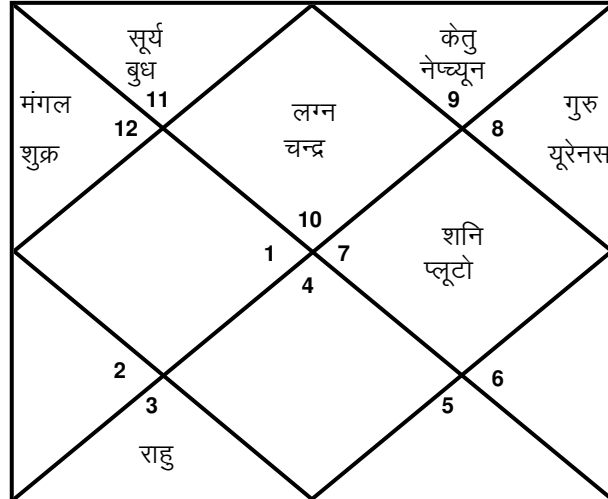 सूर्य
बुध
केतु
नेप्च्यून
11
9
मंगल
शुक्र
12
लग्न
चन्द्र
8
गुरु
यूरेनस
10
1
7
4
शनि
प्लूटो
2
3
5
6
राहु